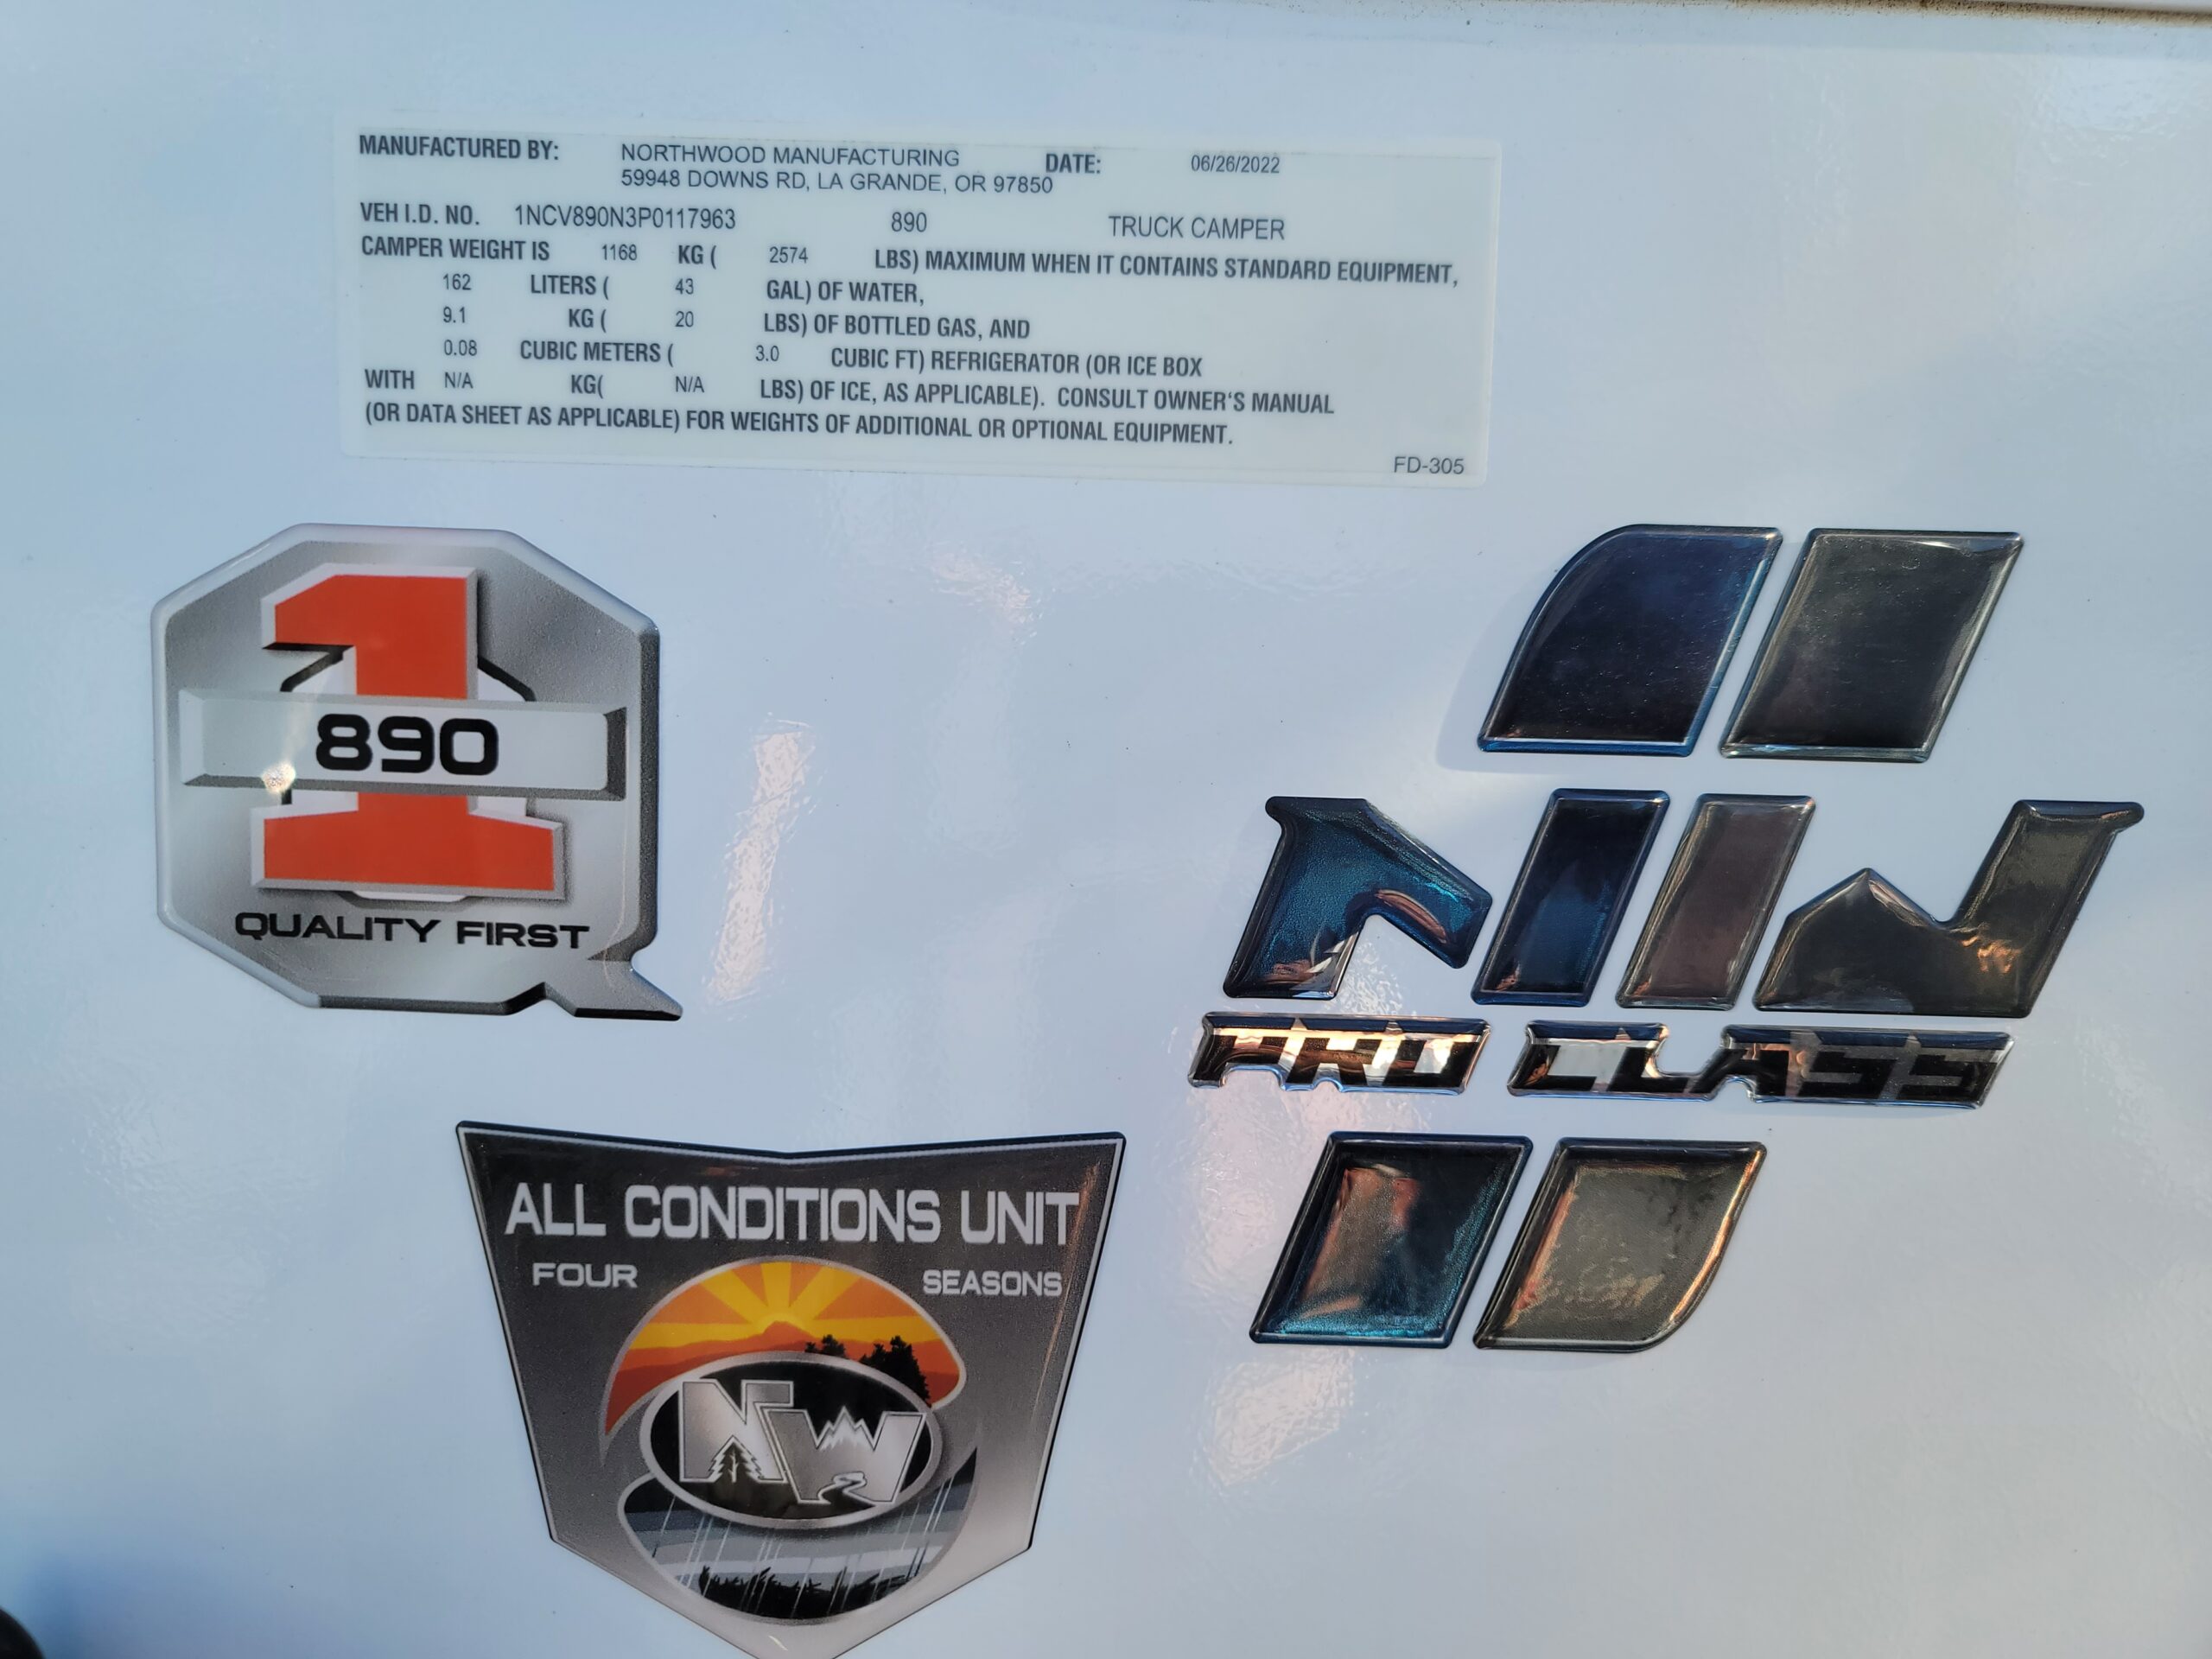 MANUFACTURED BY: NORTHWOOD MANUFACTURING DATE: 06/26/2022
59948 DOWNS RD, LA GRANDE, OR 97850
VEH I.D. NO. 1NCV890N3P0117963 890 TRUCK CAMPER
CAMPER WEIGHT IS 1168 KG ( 2574 LBS) MAXIMUM WHEN IT CONTAINS STANDARD EQUIPMENT,
162 LITERS ( 43 GAL) OF WATER,
9.1 KG ( 20 LBS) OF BOTTLED GAS, AND
0.08 CUBIC METERS ( 3.0 CUBIC FT) REFRIGERATOR (OR ICE BOX
WITH N/A KG( N/A LBS) OF ICE, AS APPLICABLE). CONSULT OWNER'S MANUAL
(OR DATA SHEET AS APPLICABLE) FOR WEIGHTS OF ADDITIONAL OR OPTIONAL EQUIPMENT.
FD-305
1
890
QUALITY FIRST
NW
PRO CLASS
ALL CONDITIONS UNIT
FOUR SEASONS
NW